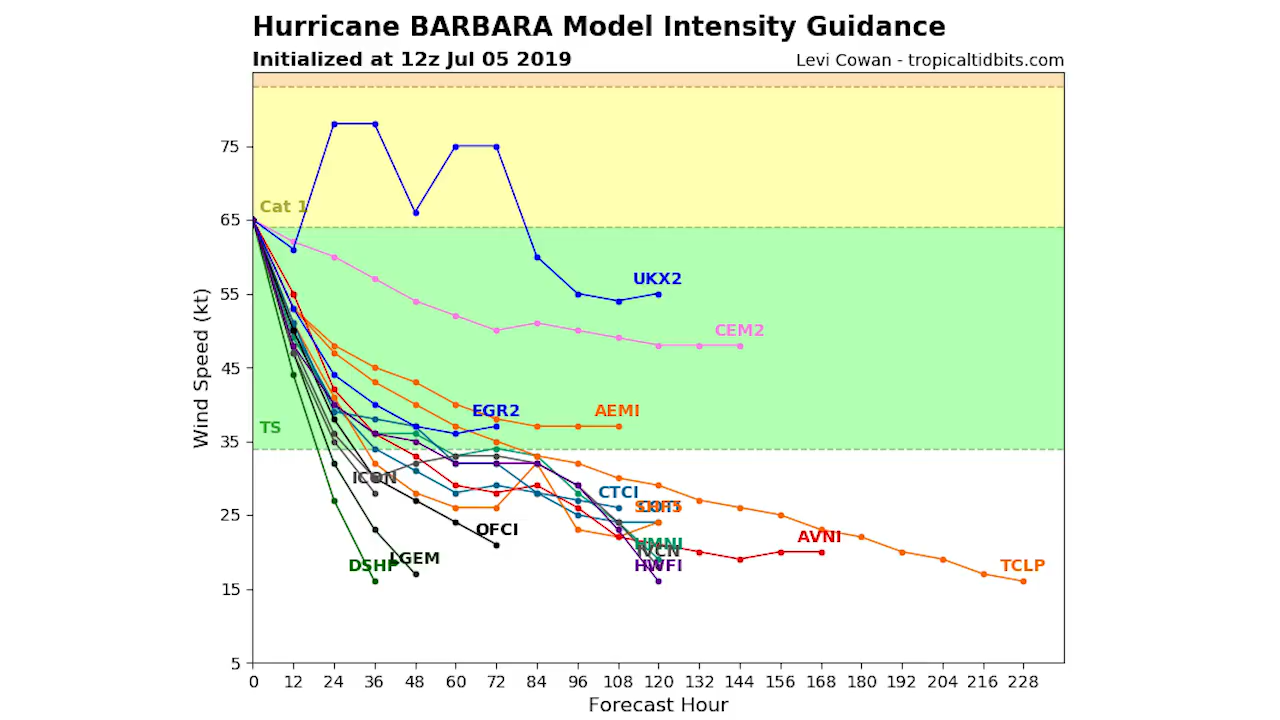 Hurricane BARBARA Model Intensity Guidance
Initialized at 12z Jul 05 2019
Levi Cowan - tropicaltidbits.com
75
Cat 1
65
UKX2
55
CEM2
Wind Speed (kt)
45
EGR2
AEMI
TS
35
ICON
CTCI
25
OFCI
AVNI
HMNI
IVCN
LGEM
DSHP
HWFI
TCLP
15
5
0 12 24 36 48 60 72 84 96 108 120 132 144 156 168 180 192 204 216 228
Forecast Hour